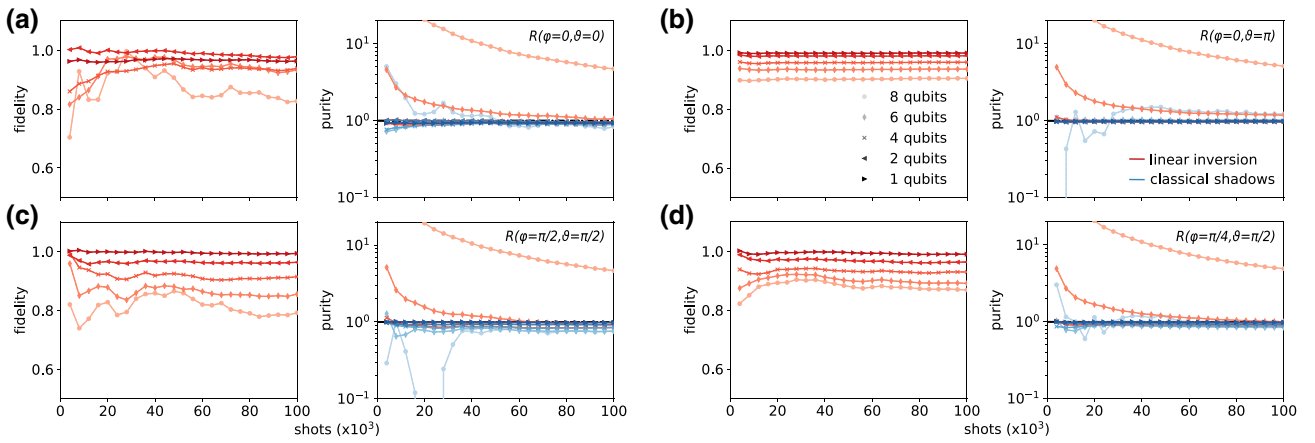 (a)
fidelity
1.0
0.8
0.6
purity
10¹
10⁰
10⁻¹
R(φ=0,ϑ=0)
(b)
fidelity
1.0
0.8
0.6
8 qubits
6 qubits
4 qubits
2 qubits
1 qubits
purity
10¹
10⁰
10⁻¹
R(φ=0,ϑ=π)
linear inversion
classical shadows
(c)
fidelity
1.0
0.8
0.6
0 20 40 60 80 100
purity
10¹
10⁰
10⁻¹
R(φ=π/2,ϑ=π/2)
0 20 40 60 80 100
shots (x10³)
(d)
fidelity
1.0
0.8
0.6
0 20 40 60 80 100
purity
10¹
10⁰
10⁻¹
R(φ=π/4,ϑ=π/2)
0 20 40 60 80 100
shots (x10³)